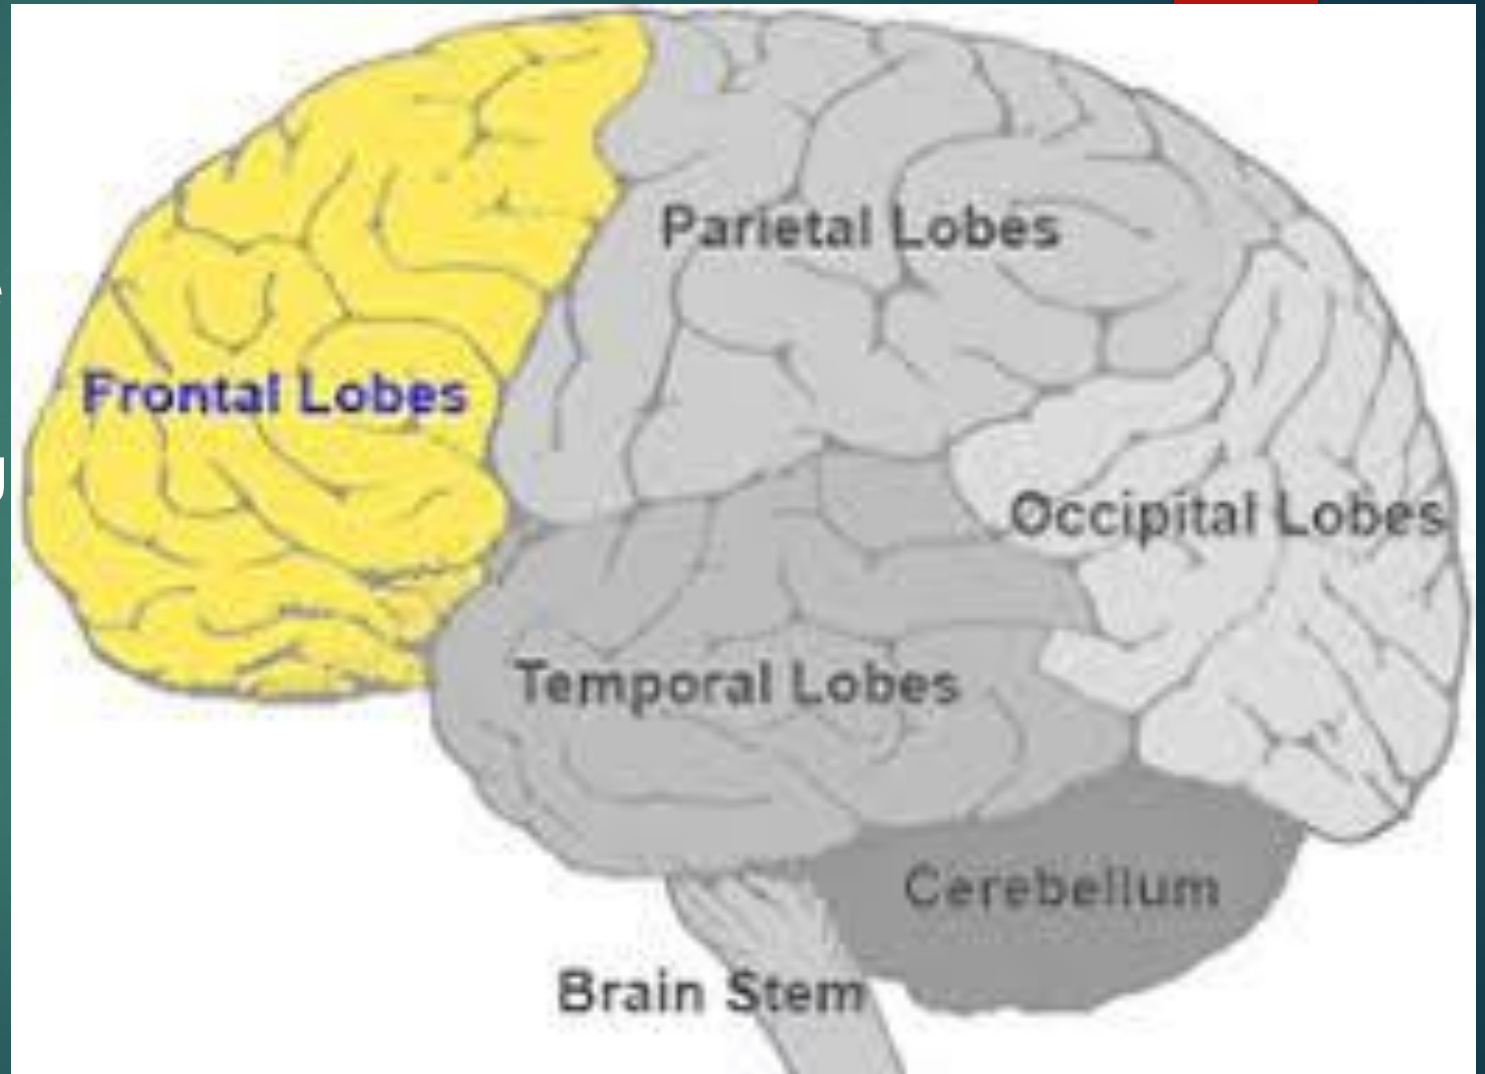 Parietal Lobes
Frontal Lobes
Occipital Lobes
Temporal Lobes
Cerebellum
Brain Stem